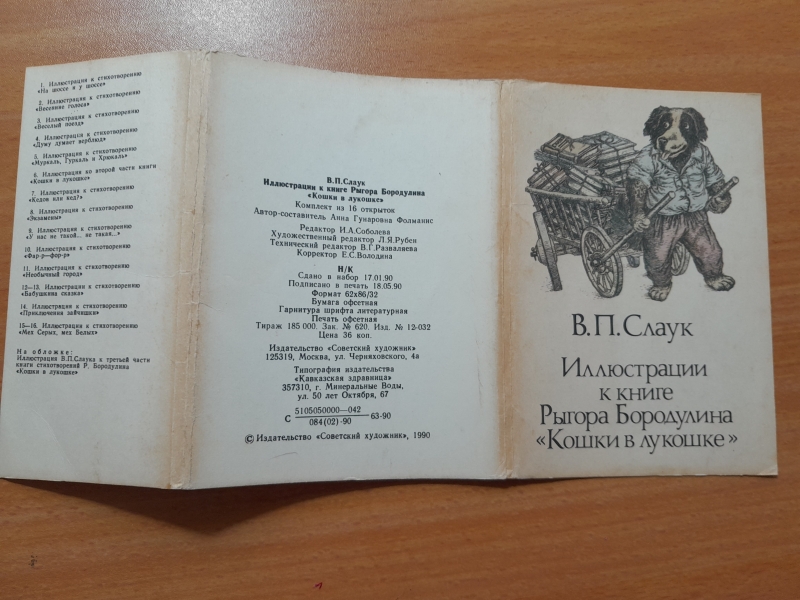 1. Иллюстрация к стихотворению
«На шоссе и у шоссе»
2. Иллюстрация к стихотворению
«Весенние голоса»
3. Иллюстрация к стихотворению
«Веселый поезд»
4. Иллюстрация к стихотворению
«Думу думает верблюд»
5. Иллюстрация к стихотворению
«Муркаль, Гуркаль и Хрюкаль»
6. Иллюстрация ко второй части книги
«Кошки в лукошке»
7. Иллюстрация к стихотворению
«Кедов или кед?»
8. Иллюстрация к стихотворению
«Экзамены»
9. Иллюстрация к стихотворению
«У нас не такой... не такая...»
10. Иллюстрация к стихотворению
«Фар-р-фор-р»
11. Иллюстрация к стихотворению
«Необычный город»
12—13. Иллюстрация к стихотворению
«Бабушкина сказка»
14. Иллюстрация к стихотворению
«Приключения зайчишки»
15—16. Иллюстрация к стихотворению
«Мех Серых, мех Белых»
На обложке:
Иллюстрация В.П.Слаука к третьей части
книги стихотворений Р. Бородулина
«Кошки в лукошке»
В.П.Слаук
Иллюстрации к книге Рыгора Бородулина
«Кошки в лукошке»
Комплект из 16 открыток
Автор-составитель Анна Гунаровна Фолманис
Редактор И.А.Соболева
Художественный редактор Л.Я.Рубен
Технический редактор В.Г.Разваляева
Корректор Е.С.Володина
Н/К
Сдано в набор 17.01.90
Подписано в печать 18.05.90
Формат 62х86/32
Бумага офсетная
Гарнитура шрифта литературная
Печать офсетная
Тираж 185 000. Зак. № 620. Изд. № 12-032
Цена 36 коп.
Издательство «Советский художник»
125319, Москва, ул. Черняховского, 4а
Типография издательства
«Кавказская здравница»
357310, г. Минеральные Воды,
ул. 50 лет Октября, 67
5105050000—042
С 63-90
084(02)-90
© Издательство «Советский художник», 1990
В.П.Слаук
Иллюстрации
к книге
Рыгора Бородулина
«Кошки в лукошке»